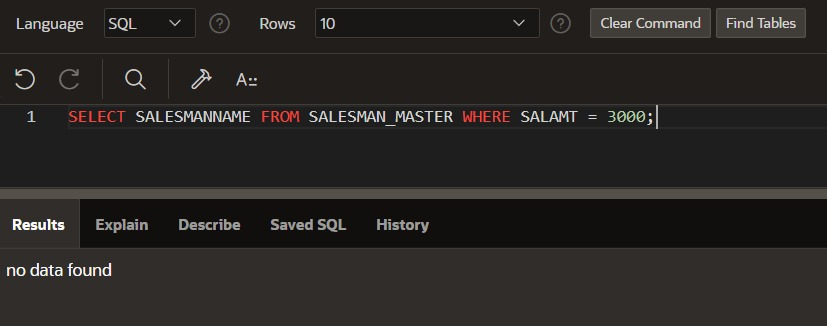 Language SQL Rows 10 Clear Command Find Tables
A::
1 SELECT SALESMANNAME FROM SALESMAN_MASTER WHERE SALAMT = 3000;
Results Explain Describe Saved SQL History
no data found